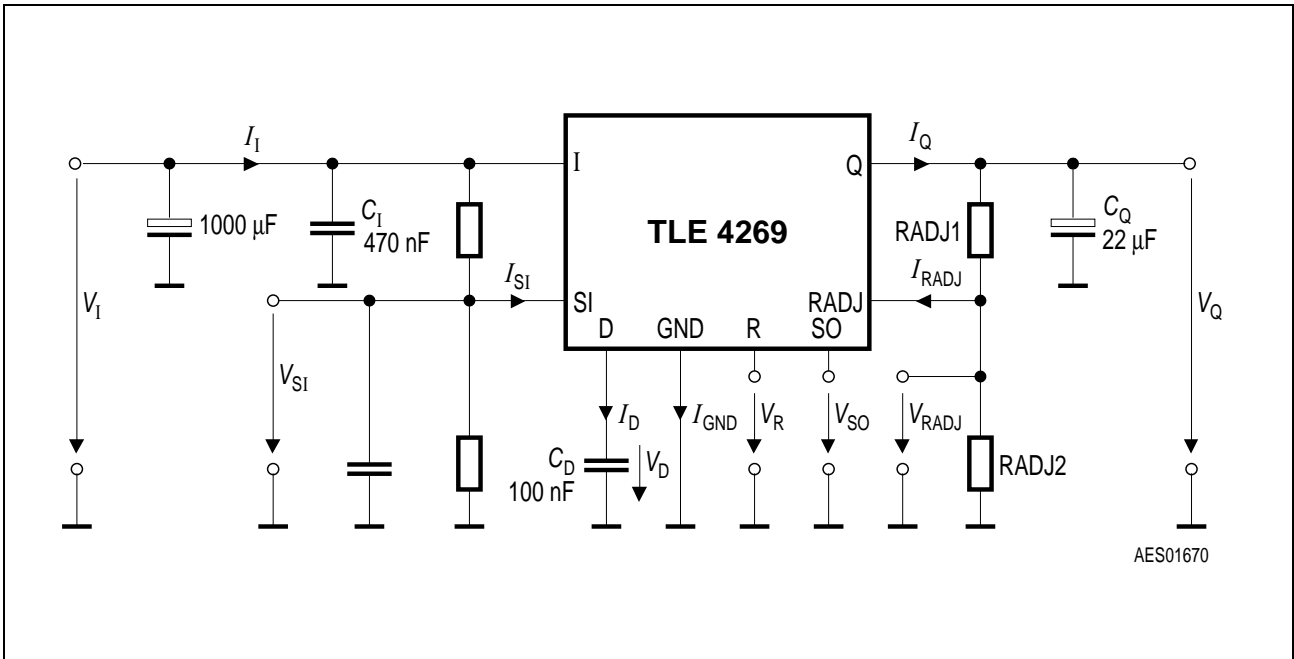 I_I
I_Q
I
Q
1000 µF
C_I
470 nF
TLE 4269
RADJ1
C_Q
22 µF
I_SI
I_RADJ
V_I
SI
RADJ
V_Q
D
GND
R
SO
V_SI
I_D
I_GND
V_R
V_SO
V_RADJ
C_D
100 nF
V_D
RADJ2
AES01670